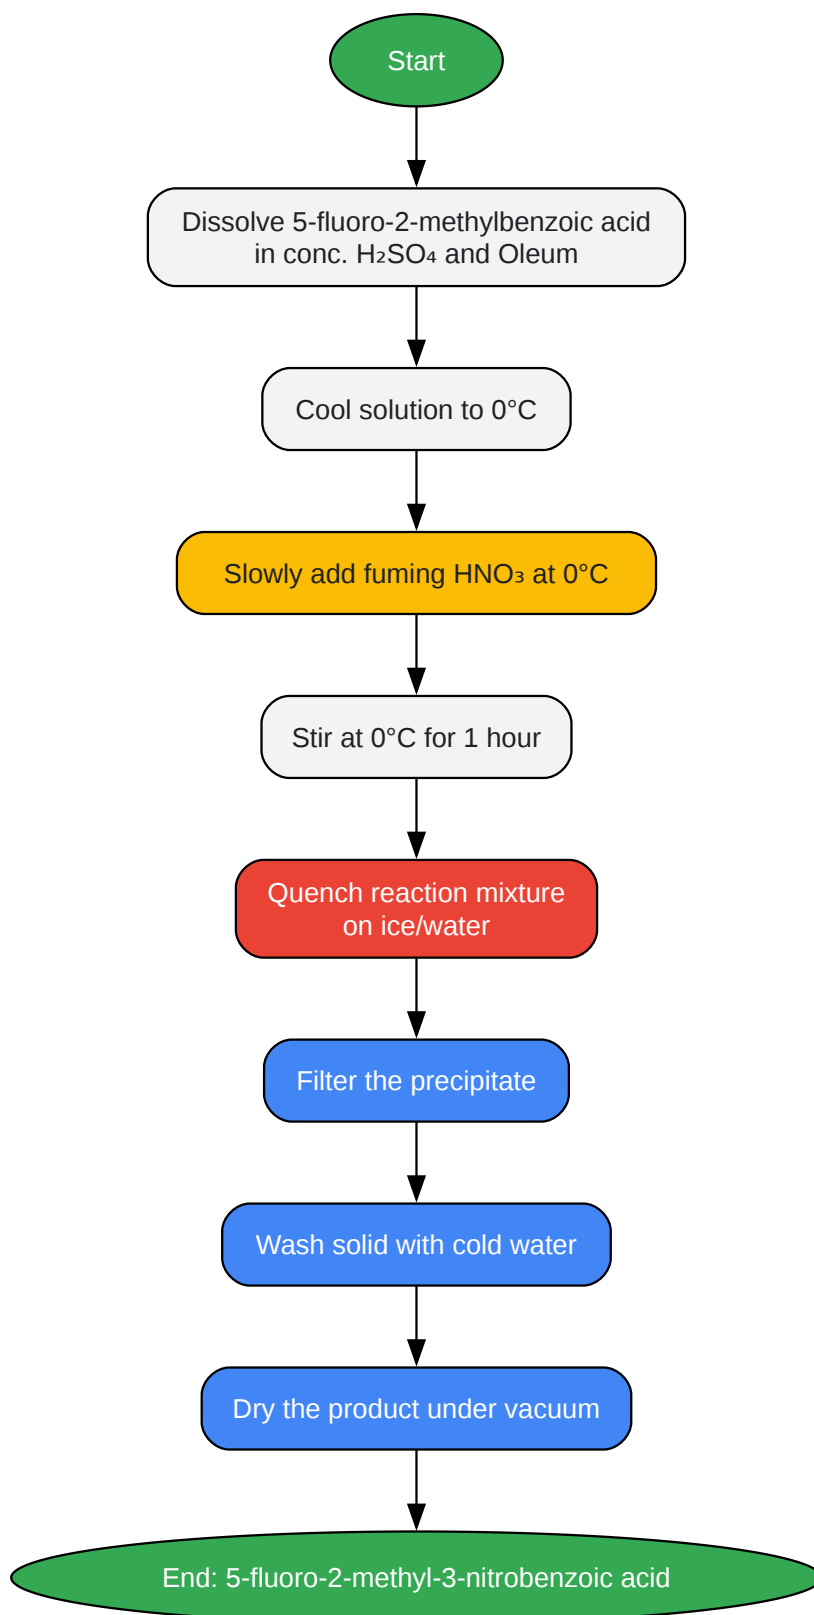 Start
Dissolve 5-fluoro-2-methylbenzoic acid
in conc. H₂SO₄ and Oleum
Cool solution to 0°C
Slowly add fuming HNO₃ at 0°C
Stir at 0°C for 1 hour
Quench reaction mixture
on ice/water
Filter the precipitate
Wash solid with cold water
Dry the product under vacuum
End: 5-fluoro-2-methyl-3-nitrobenzoic acid